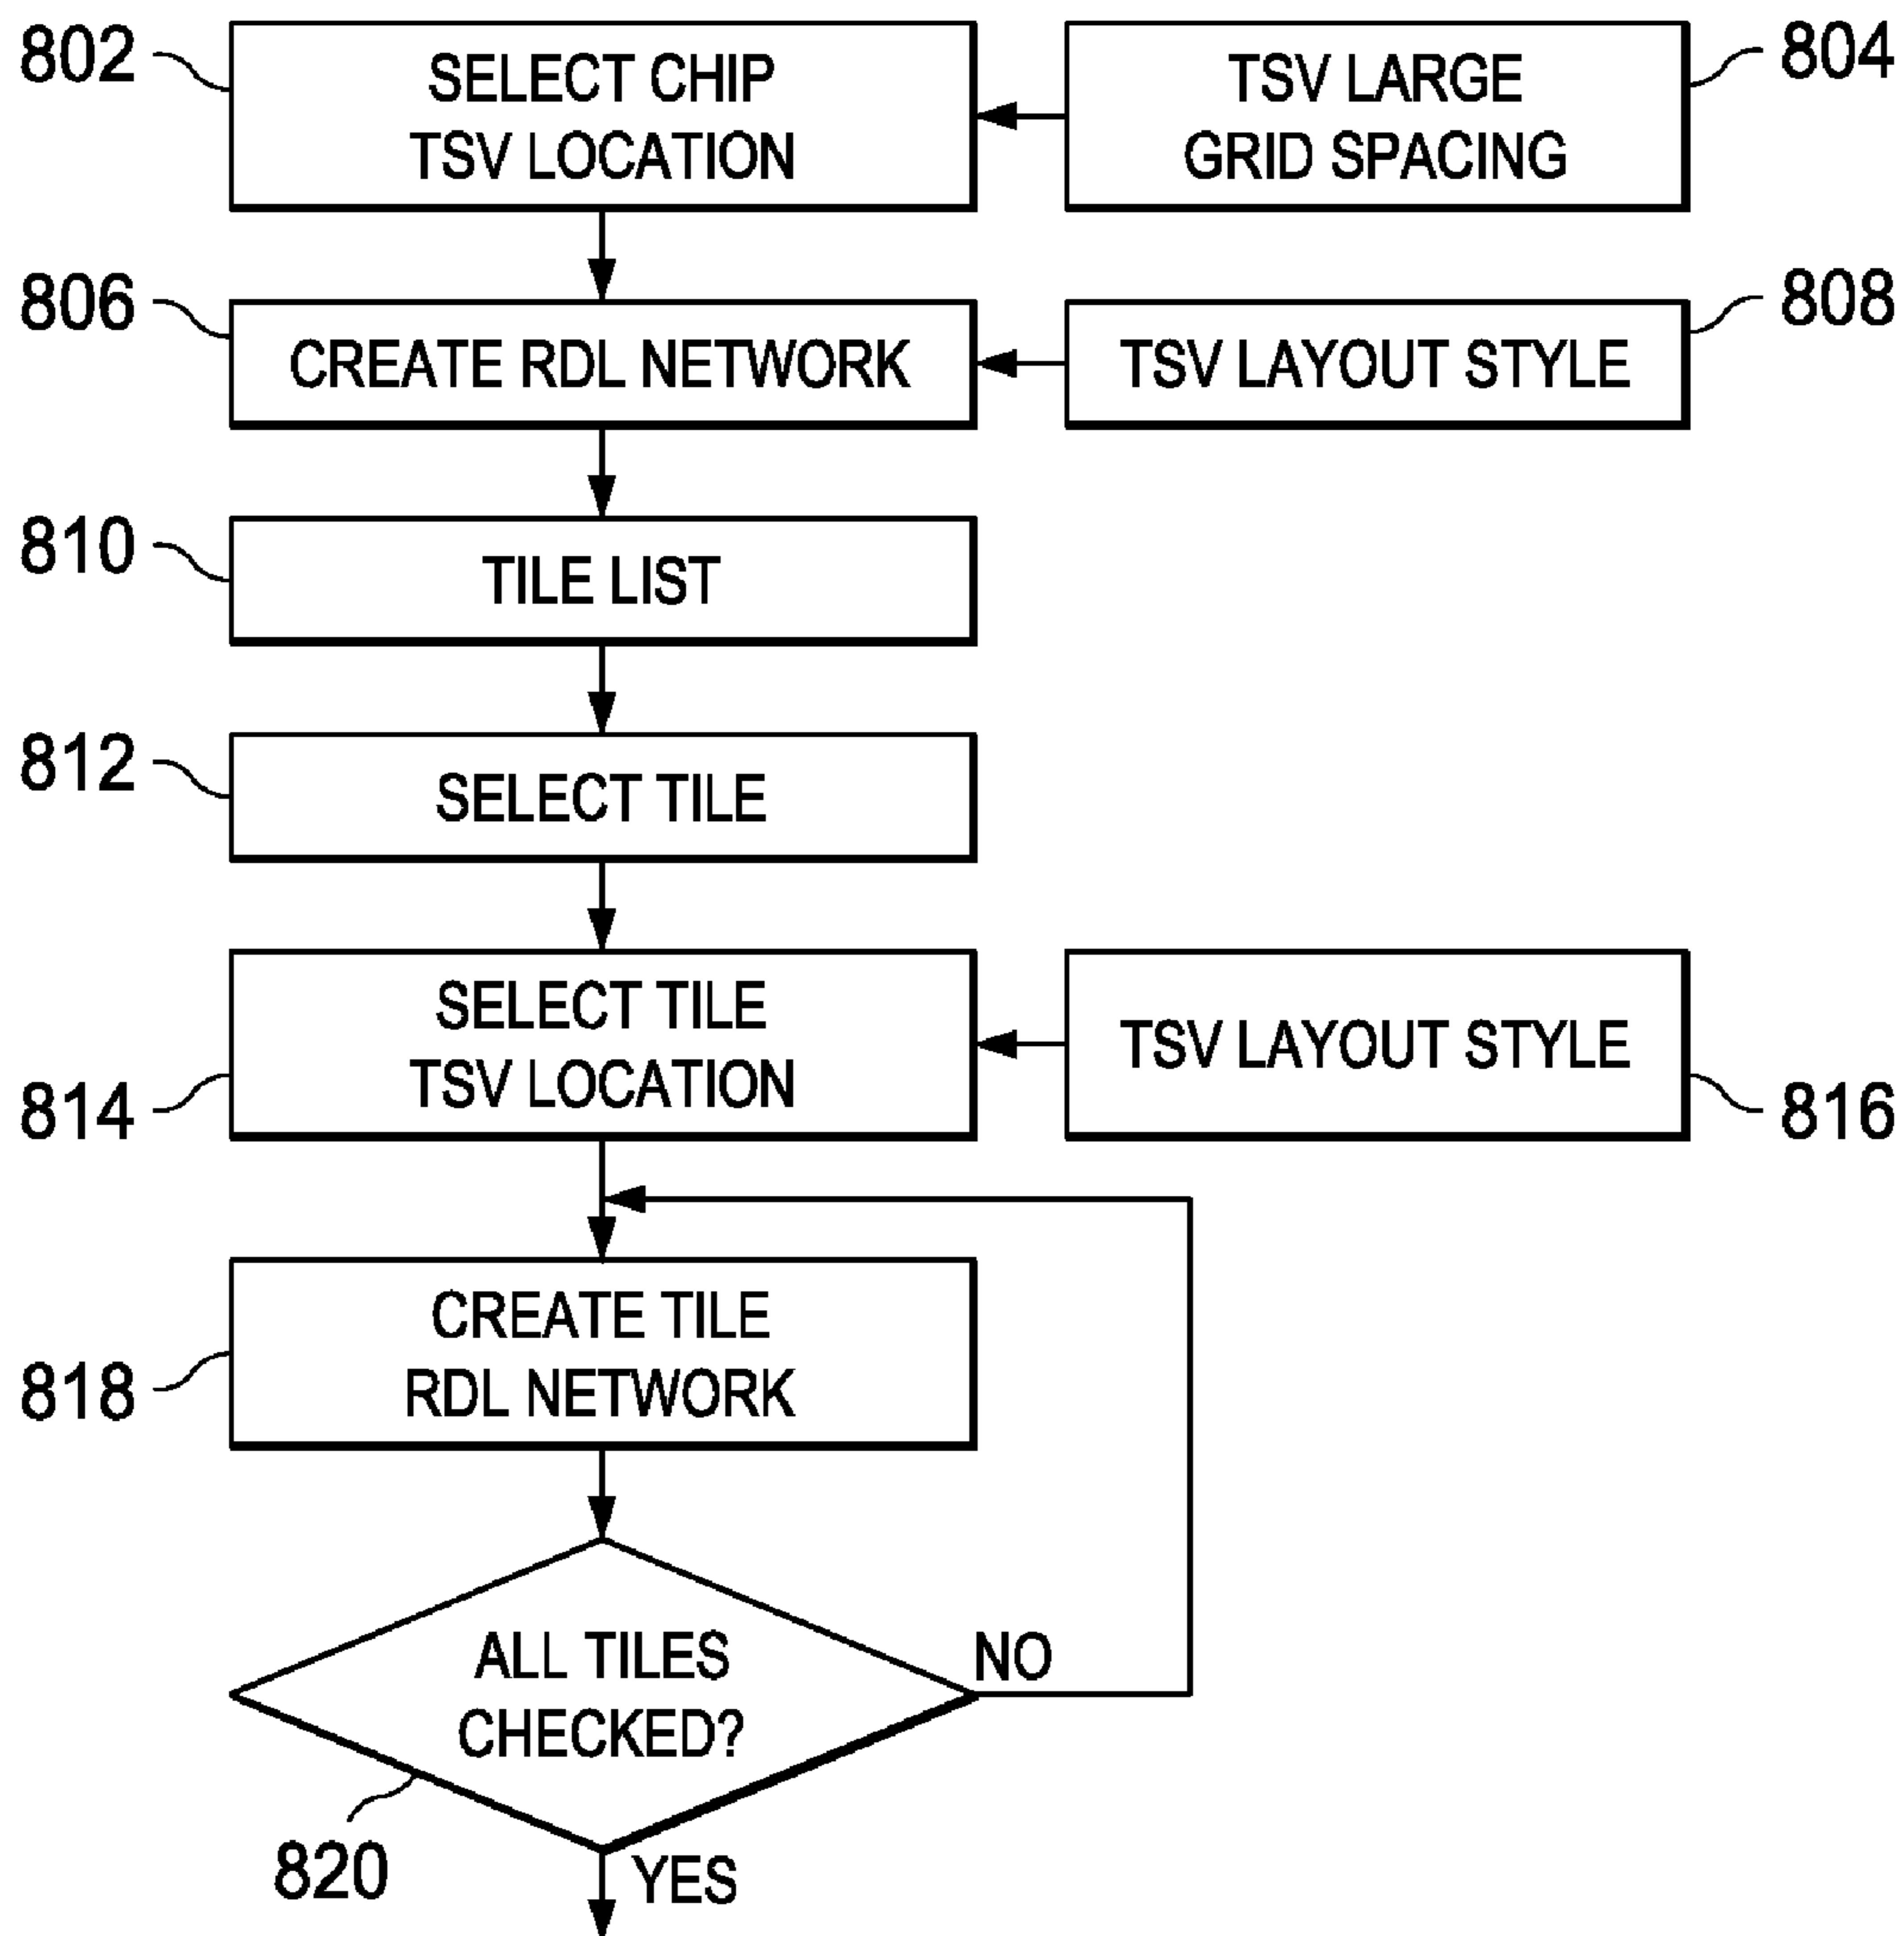 802
SELECT CHIP
TSV LOCATION
TSV LARGE
GRID SPACING
804
806
CREATE RDL NETWORK
TSV LAYOUT STYLE
808
810
TILE LIST
812
SELECT TILE
814
SELECT TILE
TSV LOCATION
TSV LAYOUT STYLE
816
818
CREATE TILE
RDL NETWORK
ALL TILES
CHECKED?
NO
820
YES